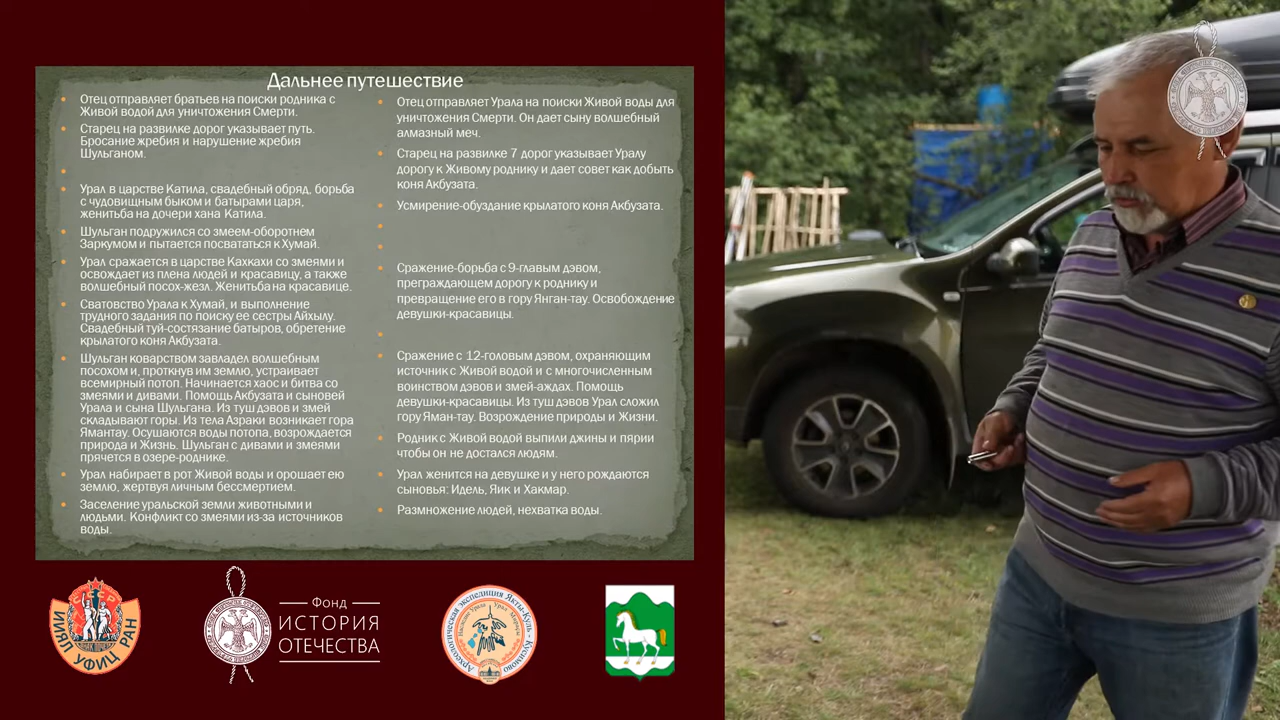 Дальнее путешествие
Отец отправляет братьев на поиски родника с
Живой водой для уничтожения Смерти.
Старец на развилке дорог указывает путь.
Бросание жребия и нарушение жребия
Шульганом.
Урал в царстве Катила, свадебный обряд, борьба
с чудовищным быком и батырами царя,
женитьба на дочери хана Катила.
Шульган подружился со змеем-оборотнем
Заркумом и пытается посвататься к Хумай.
Урал сражается в царстве Кахкахи со змеями и
освождает из плена людей и красавицу, а также
волшебный посох-жезл. Женитьба на красавице.
Сватовство Урала к Хумай, и выполнение
трудного задания по поиску ее сестры Айхылу.
Свадебный туй-состязание батыров, обретение
крылатого коня Акбузата.
Шульган коварством завладел волшебным
посохом и, проткнув им землю, устраивает
всемирный потоп. Начинается хаос и битва со
змеями и дивами. Помощь Акбузата и сыновей
Урала и сына Шульгана. Из туш дэвов и змей
складывают горы. Из тела Азраки возникает гора
Ямантау. Осушаются воды потопа, возрождается
природа и Жизнь. Шульган с дивами и змеями
прячется в озере-роднике.
Урал набирает в рот Живой воды и орошает ею
землю, жертвуя личным бессмертием.
Заселение уральской земли животными и
людьми. Конфликт со змеями из-за источников
воды.
Отец отправляет Урала на поиски Живой воды для
уничтожения Смерти. Он дает сыну волшебный
алмазный меч.
Старец на развилке 7 дорог указывает Уралу
дорогу к Живому роднику и дает совет как добыть
коня Акбузата.
Усмирение-обуздание крылатого коня Акбузата.
Сражение-борьба с 9-главым дэвом,
преграждающем дорогу к роднику и
превращение его в гору Янган-тау. Освобождение
девушки-красавицы.
Сражение с 12-головым дэвом, охраняющим
источник с Живой водой и с многочисленным
воинством дэвов и змей-аждах. Помощь
девушки-красавицы. Из туш дэвов Урал сложил
гору Яман-тау. Возрождение природы и Жизни.
Родник с Живой водой выпили джины и пярии
чтобы он не достался людям.
Урал женится на девушке и у него рождаются
сыновья: Идель, Яик и Хакмар.
Размножение людей, нехватка воды.
СССР
ИИЯЛ УФИЦ РАН
Фонд
ИСТОРИЯ
ОТЕЧЕСТВА
Археологическая экспедиция Якты-Куль - Кусимово